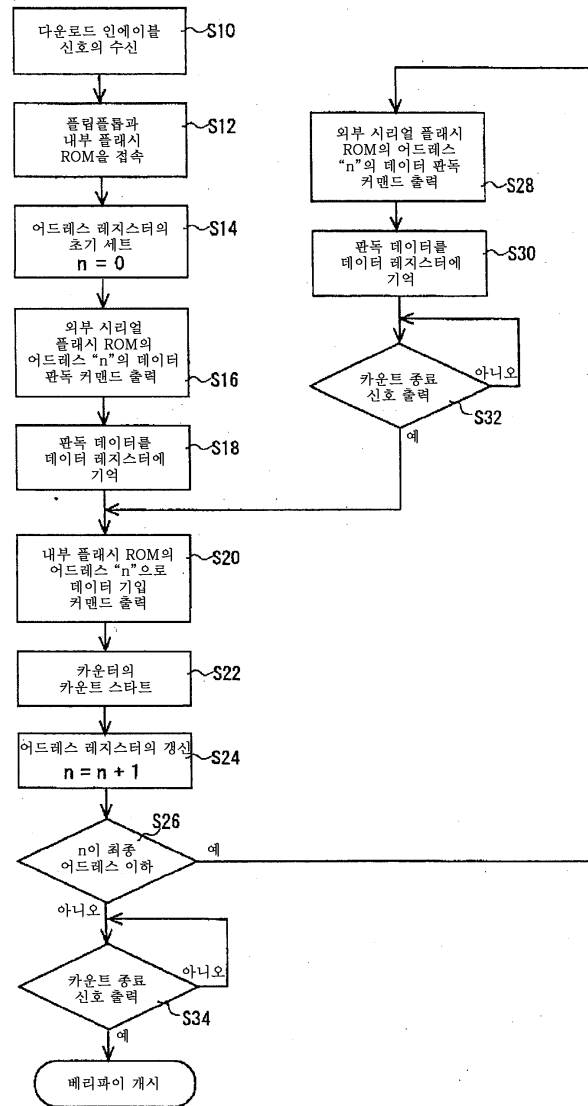 다운로드 인에이블
신호의 수신
S10
플립플롭과
내부 플래시
ROM을 접속
S12
어드레스 레지스터의
초기 세트
n = 0
S14
외부 시리얼
플래시 ROM의
어드레스 “n”의 데이터
판독 커맨드 출력
S16
판독 데이터를
데이터 레지스터에
기억
S18
내부 플래시 ROM의
어드레스 “n”으로
데이터 기입
커맨드 출력
S20
카운터의
카운트 스타트
S22
어드레스 레지스터의 갱신
n = n + 1
S24
S26
n이 최종
어드레스 이하
예
아니오
카운트 종료
신호 출력
아니오
S34
예
베리파이 개시
외부 시리얼 플래시
ROM의 어드레스
“n”의 데이터 판독
커맨드 출력
S28
판독 데이터를
데이터 레지스터에
기억
S30
카운트 종료
신호 출력
아니오
S32
예